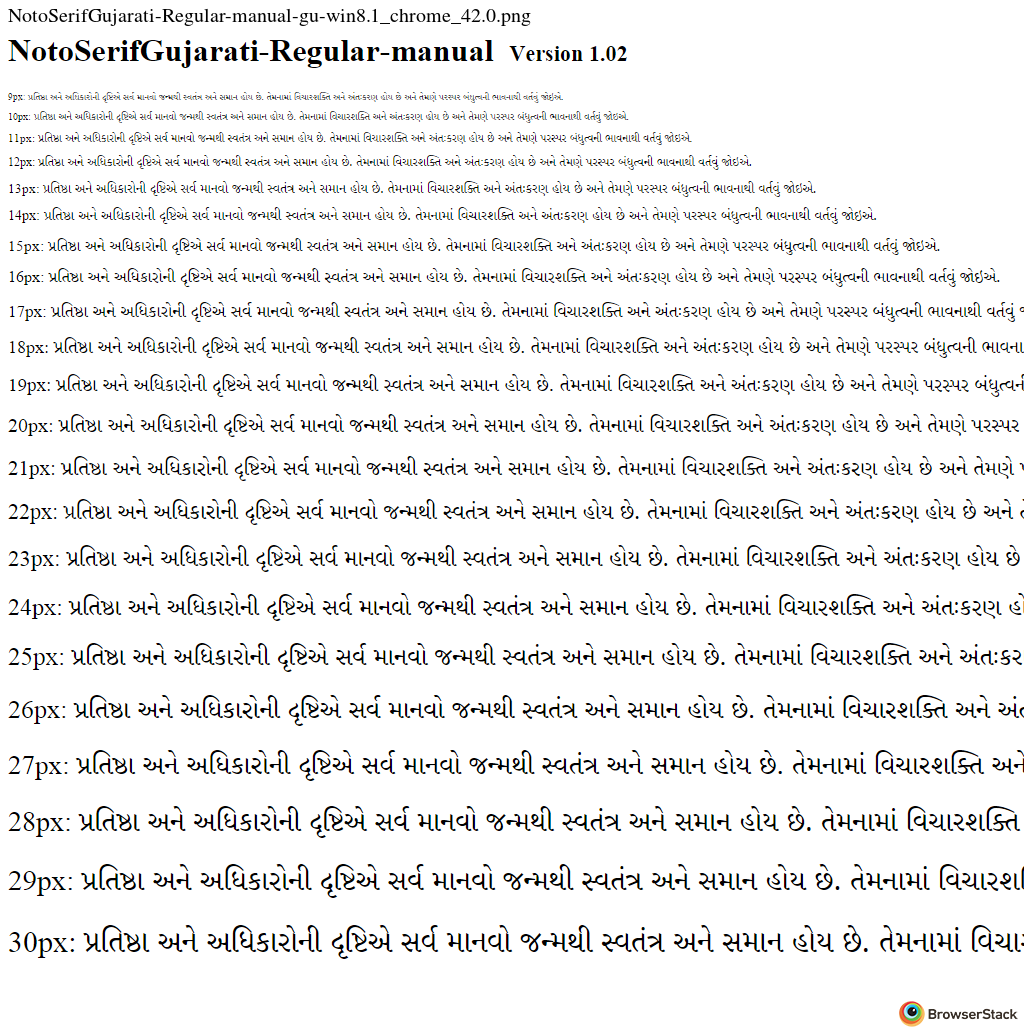 NotoSerifGujarati-Regular-manual-gu-win8.1_chrome_42.0.png
NotoSerifGujarati-Regular-manual Version 1.02
9px: પ્રતિષ્ઠા અને અધિકારોની દૃષ્ટિએ સર્વ માનવો જન્મથી સ્વતંત્ર અને સમાન હોય છે. તેમનામાં વિચારશક્તિ અને અંતઃકરણ હોય છે અને તેમણે પરસ્પર બંધુત્વની ભાવનાથી વર્તવું જોઇએ.
10px: પ્રતિષ્ઠા અને અધિકારોની દૃષ્ટિએ સર્વ માનવો જન્મથી સ્વતંત્ર અને સમાન હોય છે. તેમનામાં વિચારશક્તિ અને અંતઃકરણ હોય છે અને તેમણે પરસ્પર બંધુત્વની ભાવનાથી વર્તવું જોઇએ.
11px: પ્રતિષ્ઠા અને અધિકારોની દૃષ્ટિએ સર્વ માનવો જન્મથી સ્વતંત્ર અને સમાન હોય છે. તેમનામાં વિચારશક્તિ અને અંતઃકરણ હોય છે અને તેમણે પરસ્પર બંધુત્વની ભાવનાથી વર્તવું જોઇએ.
12px: પ્રતિષ્ઠા અને અધિકારોની દૃષ્ટિએ સર્વ માનવો જન્મથી સ્વતંત્ર અને સમાન હોય છે. તેમનામાં વિચારશક્તિ અને અંતઃકરણ હોય છે અને તેમણે પરસ્પર બંધુત્વની ભાવનાથી વર્તવું જોઇએ.
13px: પ્રતિષ્ઠા અને અધિકારોની દૃષ્ટિએ સર્વ માનવો જન્મથી સ્વતંત્ર અને સમાન હોય છે. તેમનામાં વિચારશક્તિ અને અંતઃકરણ હોય છે અને તેમણે પરસ્પર બંધુત્વની ભાવનાથી વર્તવું જોઇએ.
14px: પ્રતિષ્ઠા અને અધિકારોની દૃષ્ટિએ સર્વ માનવો જન્મથી સ્વતંત્ર અને સમાન હોય છે. તેમનામાં વિચારશક્તિ અને અંતઃકરણ હોય છે અને તેમણે પરસ્પર બંધુત્વની ભાવનાથી વર્તવું જોઇએ.
15px: પ્રતિષ્ઠા અને અધિકારોની દૃષ્ટિએ સર્વ માનવો જન્મથી સ્વતંત્ર અને સમાન હોય છે. તેમનામાં વિચારશક્તિ અને અંતઃકરણ હોય છે અને તેમણે પરસ્પર બંધુત્વની ભાવનાથી વર્તવું જોઇએ.
16px: પ્રતિષ્ઠા અને અધિકારોની દૃષ્ટિએ સર્વ માનવો જન્મથી સ્વતંત્ર અને સમાન હોય છે. તેમનામાં વિચારશક્તિ અને અંતઃકરણ હોય છે અને તેમણે પરસ્પર બંધુત્વની ભાવનાથી વર્તવું જોઇએ.
17px: પ્રતિષ્ઠા અને અધિકારોની દૃષ્ટિએ સર્વ માનવો જન્મથી સ્વતંત્ર અને સમાન હોય છે. તેમનામાં વિચારશક્તિ અને અંતઃકરણ હોય છે અને તેમણે પરસ્પર બંધુત્વની ભાવનાથી વર્તવું
18px: પ્રતિષ્ઠા અને અધિકારોની દૃષ્ટિએ સર્વ માનવો જન્મથી સ્વતંત્ર અને સમાન હોય છે. તેમનામાં વિચારશક્તિ અને અંતઃકરણ હોય છે અને તેમણે પરસ્પર બંધુત્વની ભાવના
19px: પ્રતિષ્ઠા અને અધિકારોની દૃષ્ટિએ સર્વ માનવો જન્મથી સ્વતંત્ર અને સમાન હોય છે. તેમનામાં વિચારશક્તિ અને અંતઃકરણ હોય છે અને તેમણે પરસ્પર બંધુત્વની
20px: પ્રતિષ્ઠા અને અધિકારોની દૃષ્ટિએ સર્વ માનવો જન્મથી સ્વતંત્ર અને સમાન હોય છે. તેમનામાં વિચારશક્તિ અને અંતઃકરણ હોય છે અને તેમણે પરસ્પર
21px: પ્રતિષ્ઠા અને અધિકારોની દૃષ્ટિએ સર્વ માનવો જન્મથી સ્વતંત્ર અને સમાન હોય છે. તેમનામાં વિચારશક્તિ અને અંતઃકરણ હોય છે અને તેમણે
22px: પ્રતિષ્ઠા અને અધિકારોની દૃષ્ટિએ સર્વ માનવો જન્મથી સ્વતંત્ર અને સમાન હોય છે. તેમનામાં વિચારશક્તિ અને અંતઃકરણ હોય છે અને
23px: પ્રતિષ્ઠા અને અધિકારોની દૃષ્ટિએ સર્વ માનવો જન્મથી સ્વતંત્ર અને સમાન હોય છે. તેમનામાં વિચારશક્તિ અને અંતઃકરણ હોય છે
24px: પ્રતિષ્ઠા અને અધિકારોની દૃષ્ટિએ સર્વ માનવો જન્મથી સ્વતંત્ર અને સમાન હોય છે. તેમનામાં વિચારશક્તિ અને અંતઃકરણ હો
25px: પ્રતિષ્ઠા અને અધિકારોની દૃષ્ટિએ સર્વ માનવો જન્મથી સ્વતંત્ર અને સમાન હોય છે. તેમનામાં વિચારશક્તિ અને અંતઃકર
26px: પ્રતિષ્ઠા અને અધિકારોની દૃષ્ટિએ સર્વ માનવો જન્મથી સ્વતંત્ર અને સમાન હોય છે. તેમનામાં વિચારશક્તિ અને અંત
27px: પ્રતિષ્ઠા અને અધિકારોની દૃષ્ટિએ સર્વ માનવો જન્મથી સ્વતંત્ર અને સમાન હોય છે. તેમનામાં વિચારશક્તિ અને
28px: પ્રતિષ્ઠા અને અધિકારોની દૃષ્ટિએ સર્વ માનવો જન્મથી સ્વતંત્ર અને સમાન હોય છે. તેમનામાં વિચારશક્તિ
29px: પ્રતિષ્ઠા અને અધિકારોની દૃષ્ટિએ સર્વ માનવો જન્મથી સ્વતંત્ર અને સમાન હોય છે. તેમનામાં વિચારશ
30px: પ્રતિષ્ઠા અને અધિકારોની દૃષ્ટિએ સર્વ માનવો જન્મથી સ્વતંત્ર અને સમાન હોય છે. તેમનામાં વિચા
BrowserStack